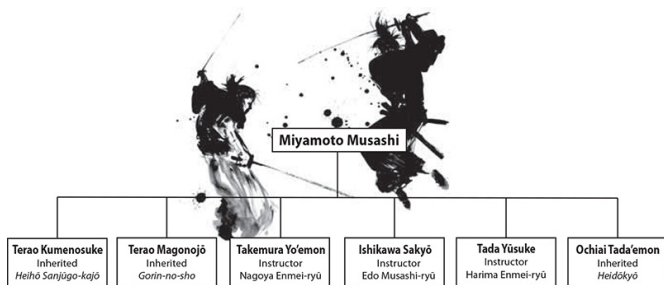 Miyamoto Musashi
Terao Kumenosuke
Inherited
Heihō Sanjūgo-kajō
Terao Magonojō
Inherited
Gorin-no-sho
Takemura Yo'emon
Instructor
Nagoya Enmei-ryū
Ishikawa Sakyō
Instructor
Edo Musashi-ryū
Tada Yūsuke
Instructor
Harima Enmei-ryū
Ochiai Tada'emon
Inherited
Heidōkyō